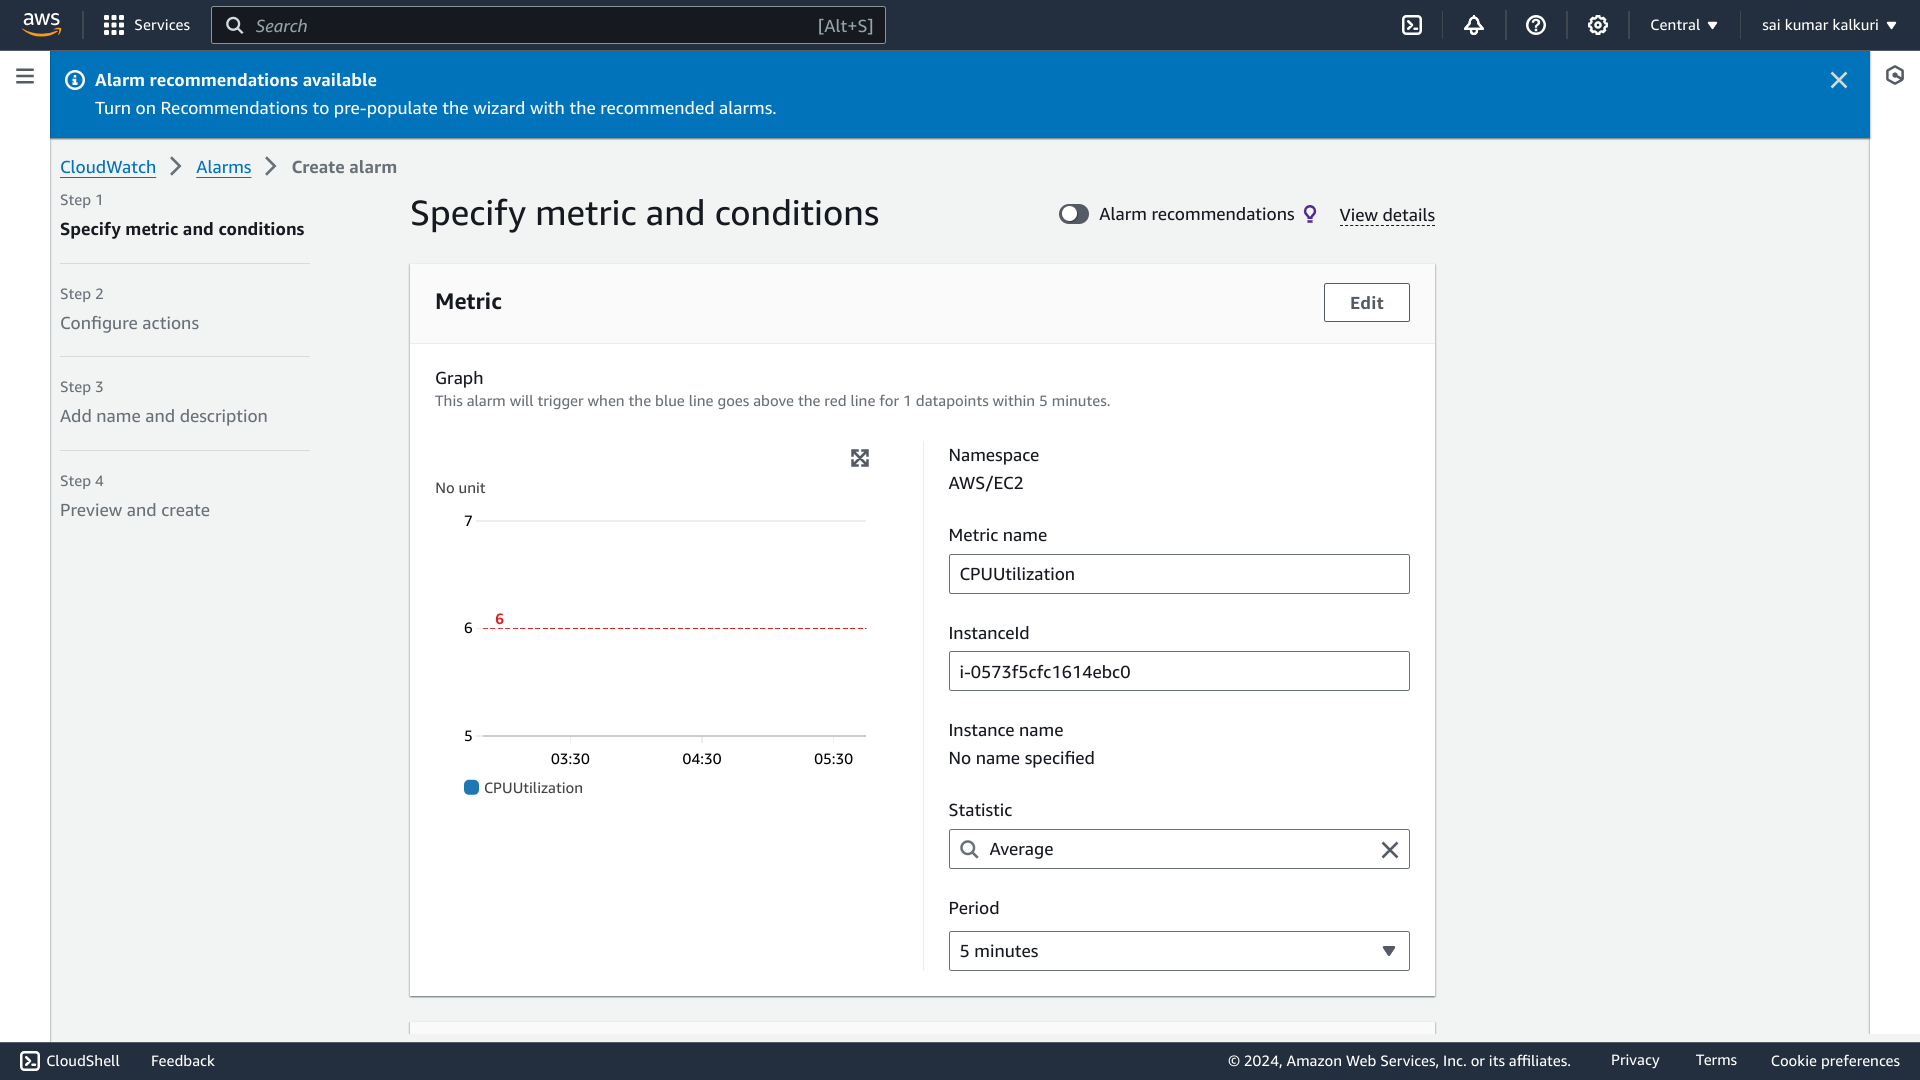 aws
Services
Search
[Alt+S]
Central
sai kumar kalkuri
Alarm recommendations available
Turn on Recommendations to pre-populate the wizard with the recommended alarms.
CloudWatch
Alarms
Create alarm
Step 1
Specify metric and conditions
Step 2
Configure actions
Step 3
Add name and description
Step 4
Preview and create
Specify metric and conditions
Alarm recommendations
View details
Metric
Edit
Graph
This alarm will trigger when the blue line goes above the red line for 1 datapoints within 5 minutes.
No unit
7
6
6
5
03:30
04:30
05:30
CPUUtilization
Namespace
AWS/EC2
Metric name
CPUUtilization
InstanceId
i-0573f5cfc1614ebc0
Instance name
No name specified
Statistic
Average
Period
5 minutes
CloudShell
Feedback
© 2024, Amazon Web Services, Inc. or its affiliates.
Privacy
Terms
Cookie preferences